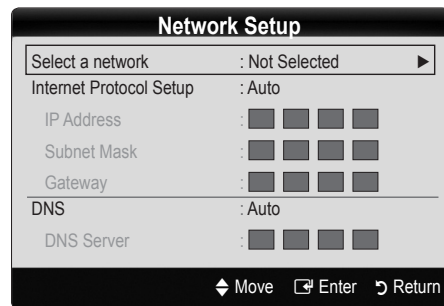 Network Setup
Select a network : Not Selected ▶
Internet Protocol Setup : Auto
IP Address :
Subnet Mask :
Gateway :
DNS : Auto
DNS Server :
Move Enter Return